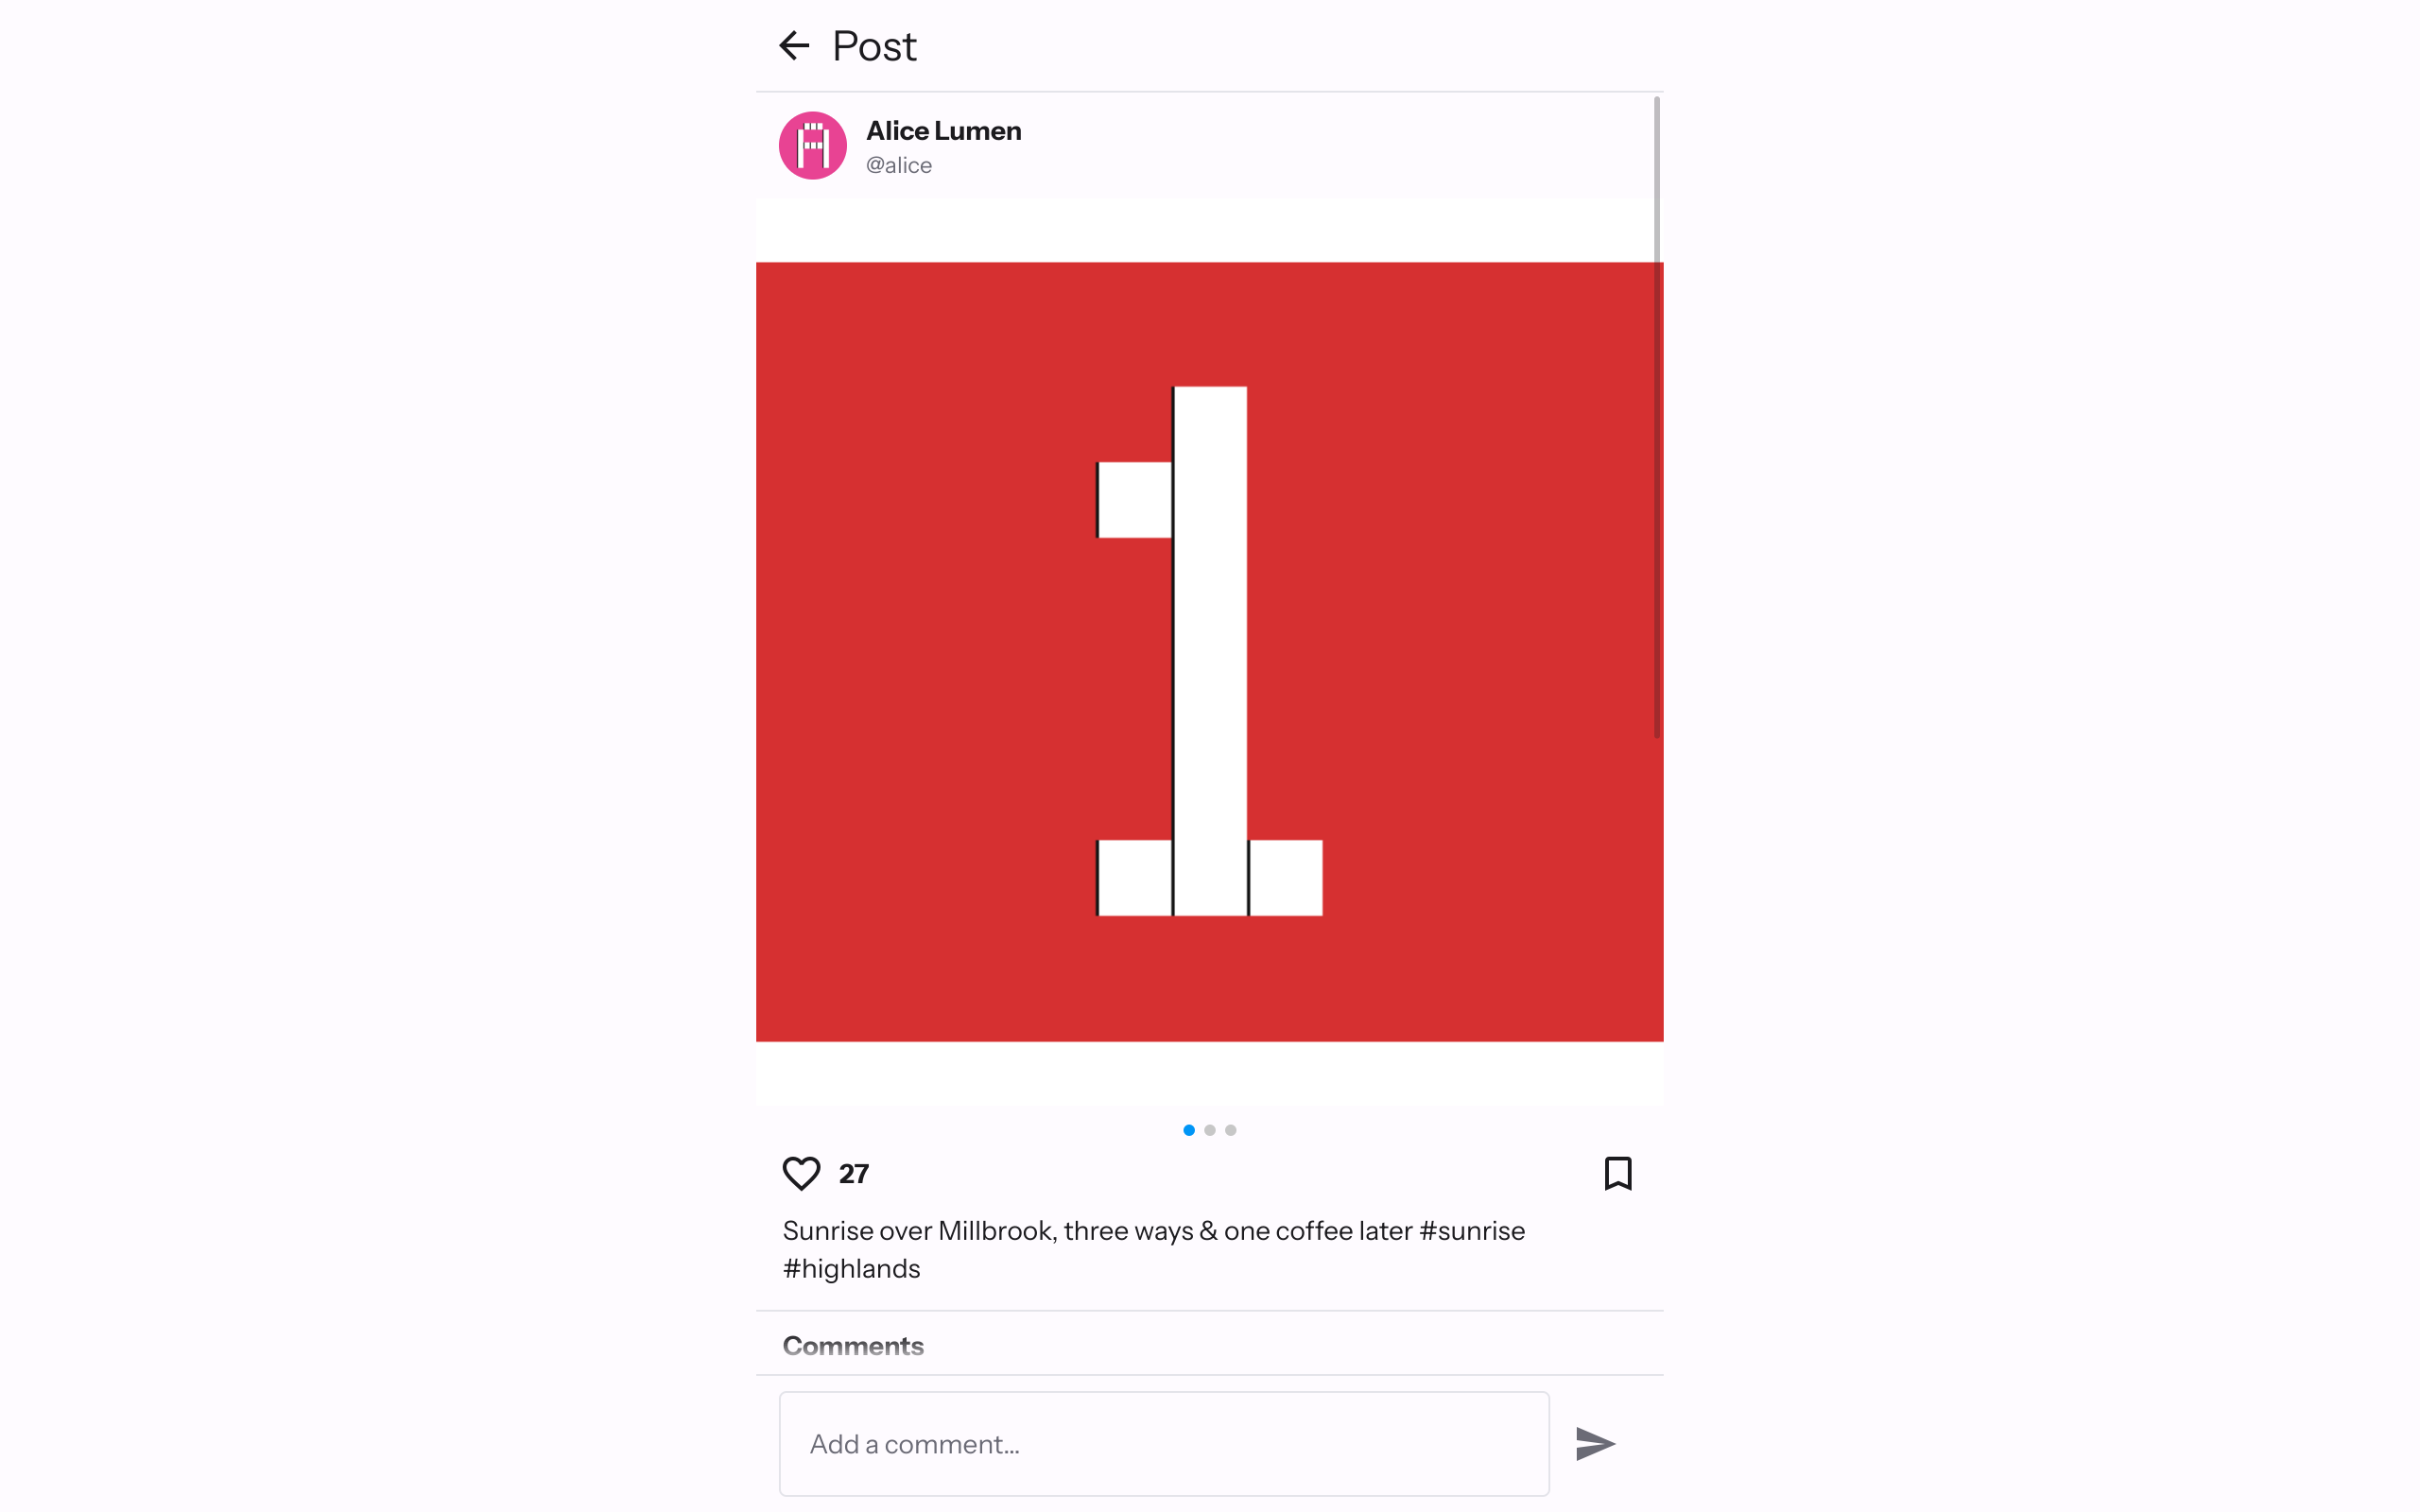 Post
A
Alice Lumen
@alice
1
27
Sunrise over Millbrook, three ways & one coffee later #sunrise
#highlands
Comments
Add a comment...